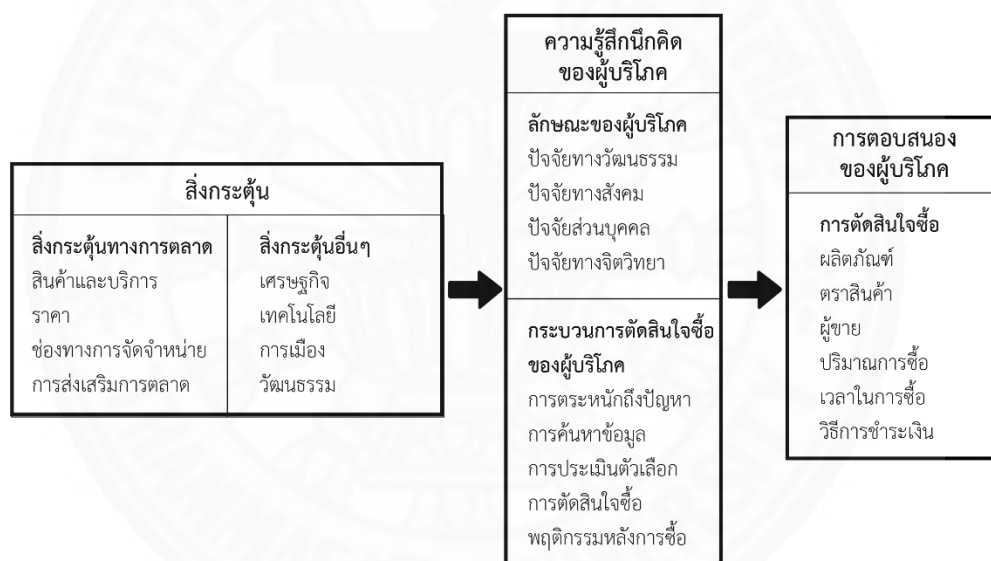 สิ่งกระตุ้น
สิ่งกระตุ้นทางการตลาด
สินค้าและบริการ
ราคา
ช่องทางการจัดจำหน่าย
การส่งเสริมการตลาด
สิ่งกระตุ้นอื่นๆ
เศรษฐกิจ
เทคโนโลยี
การเมือง
วัฒนธรรม
ความรู้สึกนึกคิด
ของผู้บริโภค
ลักษณะของผู้บริโภค
ปัจจัยทางวัฒนธรรม
ปัจจัยทางสังคม
ปัจจัยส่วนบุคคล
ปัจจัยทางจิตวิทยา
กระบวนการตัดสินใจซื้อ
ของผู้บริโภค
การตระหนักถึงปัญหา
การค้นหาข้อมูล
การประเมินตัวเลือก
การตัดสินใจซื้อ
พฤติกรรมหลังการซื้อ
การตอบสนอง
ของผู้บริโภค
การตัดสินใจซื้อ
ผลิตภัณฑ์
ตราสินค้า
ผู้ขาย
ปริมาณการซื้อ
เวลาในการซื้อ
วิธีการชำระเงิน